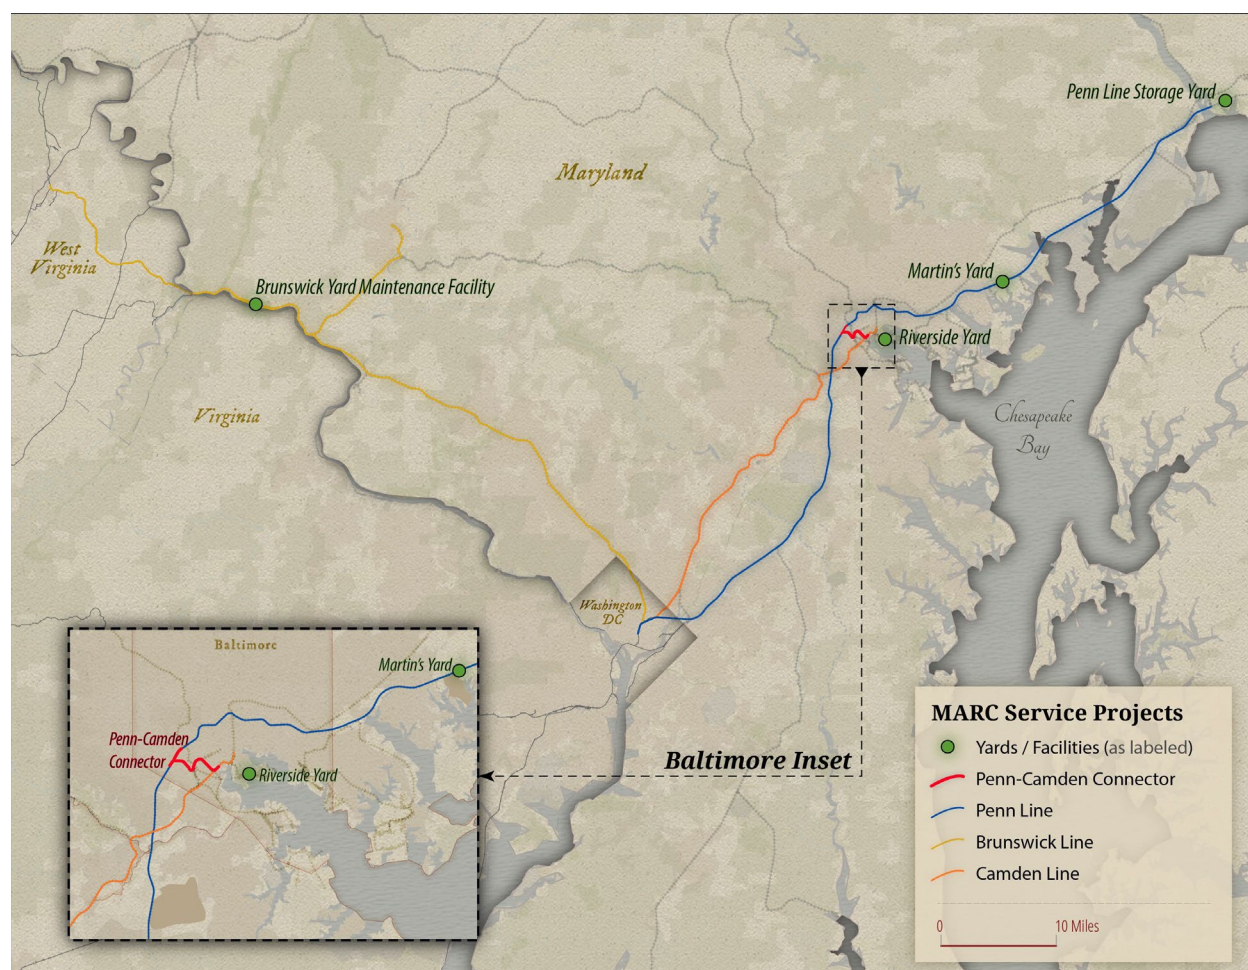 Penn Line Storage Yard
Maryland
West
Virginia
Brunswick Yard Maintenance Facility
Martin's Yard
Riverside Yard
Virginia
Chesapeake
Bay
Washington
DC
Baltimore
Martin's Yard
Penn-Camden
Connector
Riverside Yard
Baltimore Inset
MARC Service Projects
Yards / Facilities (as labeled)
Penn-Camden Connector
Penn Line
Brunswick Line
Camden Line
0 10 Miles